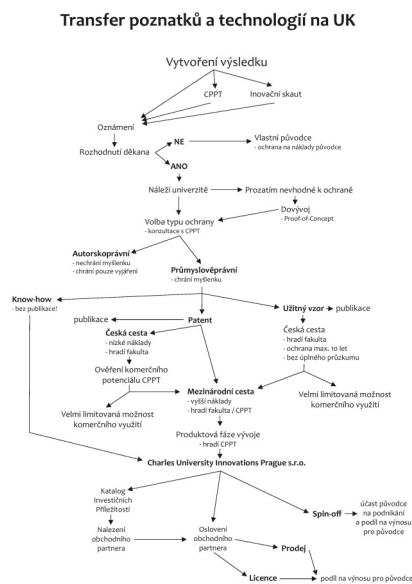 Transfer poznatků a technologií na UK
Vytvoření výsledku
CPPT
Inovační skaut
Oznámení
Rozhodnutí děkana
NE
Vlastní původce
- ochrana na náklady původce
ANO
Náleží univerzitě
Prozatím nevhodné k ochraně
Dovývoj
- Proof-of-Concept
Volba typu ochrany
- konzultace s CPPT
Autorskoprávní
- nechrání myšlenku
- chrání pouze vyjáření
Průmyslověprávní
- chrání myšlenku
Know-how
- bez publikace!
publikace
Patent
Užitný vzor
publikace
Česká cesta
- nízké náklady
- hradí fakulta
Česká cesta
- hradí fakulta
- ochrana max. 10 let
- bez úplného průzkumu
Ověření komerčního
potenciálu CPPT
Mezinárodní cesta
- vyšší náklady
- hradí fakulta / CPPT
Velmi limitovaná možnost
komerčního využití
Velmi limitovaná možnost
komerčního využití
Produktová fáze vývoje
- hradí CPPT
Charles University Innovations Prague s.r.o.
Katalog
Investičních
Příležitostí
Nalezení
obchodního
partnera
Oslovení
obchodního
partnera
Spin-off
účast původce
na podnikání
a podíl na výnosu
pro původce
Prodej
Licence
podíl na výnosu pro původce